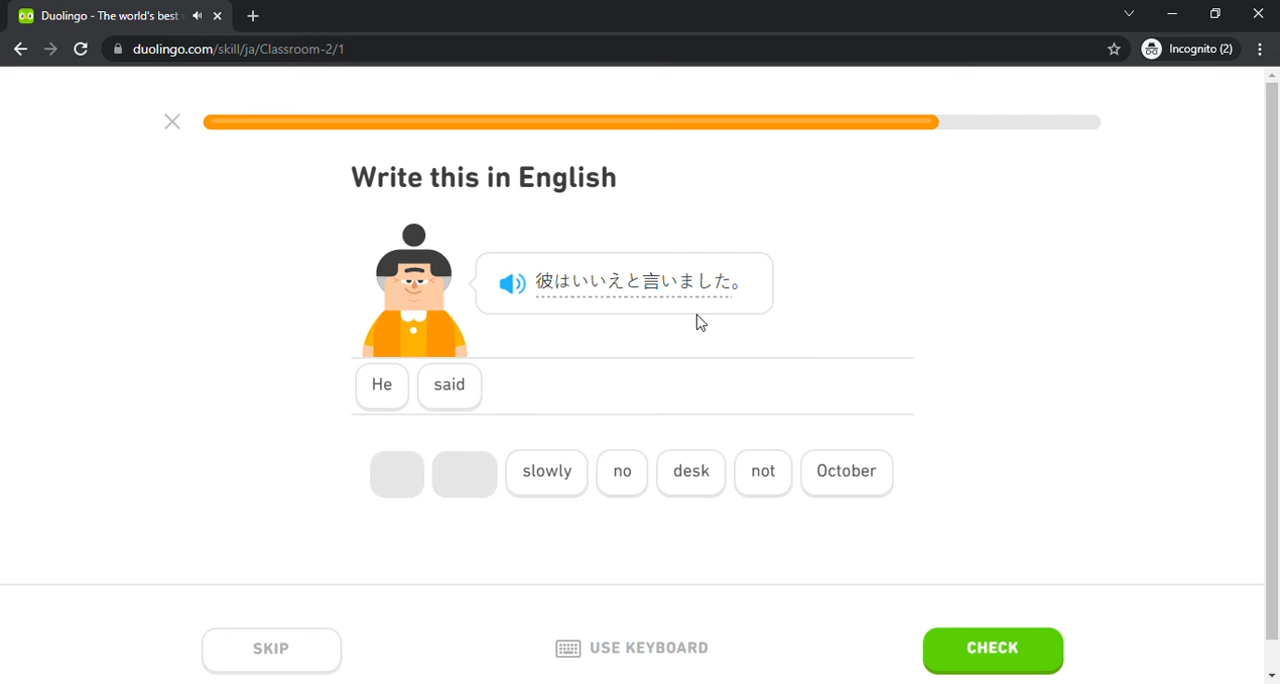 Duolingo - The world's best
duolingo.com/skill/ja/Classroom-2/1
Incognito (2)
Write this in English
彼はいいえと言いました。
He said
slowly no desk not October
SKIP USE KEYBOARD CHECK